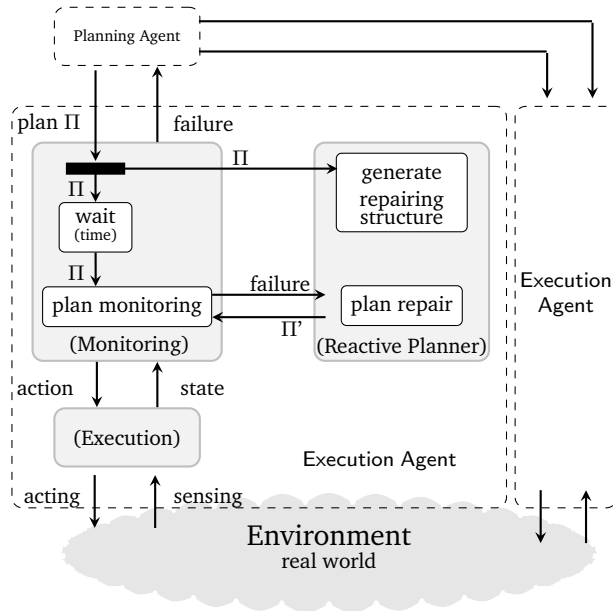 Planning Agent
plan Π
failure
Π
Π
generate
repairing
structure
wait
(time)
Π
failure
plan monitoring
plan repair
Π'
(Monitoring)
(Reactive Planner)
Execution
Agent
action
state
(Execution)
Execution Agent
acting
sensing
Environment
real world